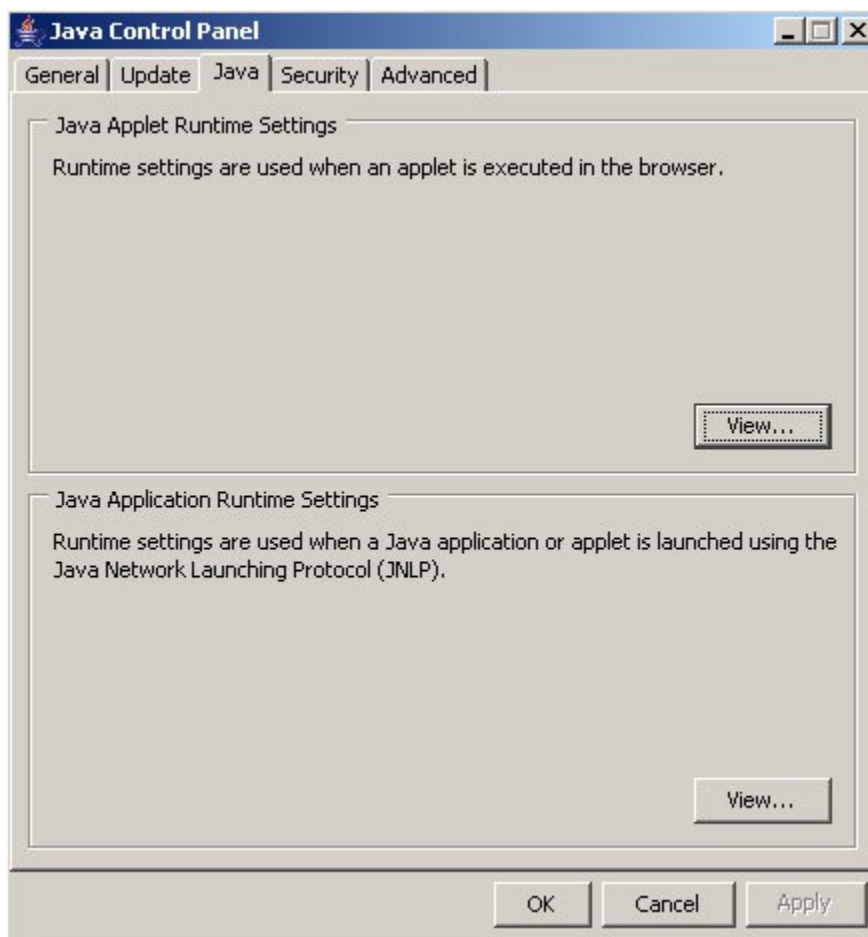 Java Control Panel
General Update Java Security Advanced
Java Applet Runtime Settings
Runtime settings are used when an applet is executed in the browser.
View...
Java Application Runtime Settings
Runtime settings are used when a Java application or applet is launched using the
Java Network Launching Protocol (JNLP).
View...
OK Cancel Apply